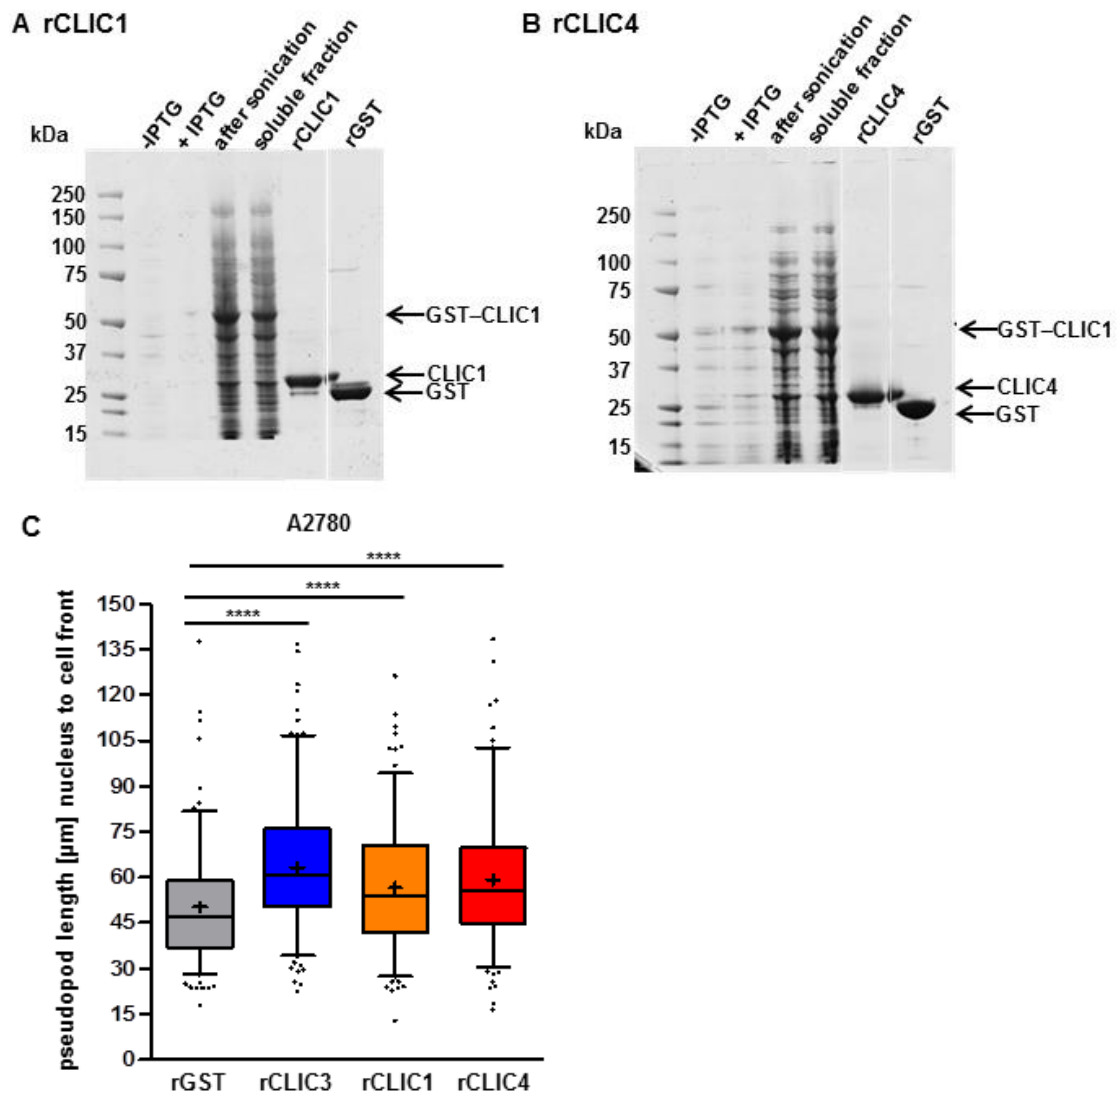 A rCLIC1
kDa
-IPTG
+ IPTG
after sonication
soluble fraction
rCLIC1
rGST
250
150
100
75
50
37
25
15
GST–CLIC1
CLIC1
GST
B rCLIC4
kDa
-IPTG
+ IPTG
after sonication
soluble fraction
rCLIC4
rGST
250
100
75
50
37
25
15
GST–CLIC1
CLIC4
GST
C
A2780
****
****
****
pseudopod length [µm] nucleus to cell front
150
135
120
105
90
75
60
45
30
15
0
rGST rCLIC3 rCLIC1 rCLIC4